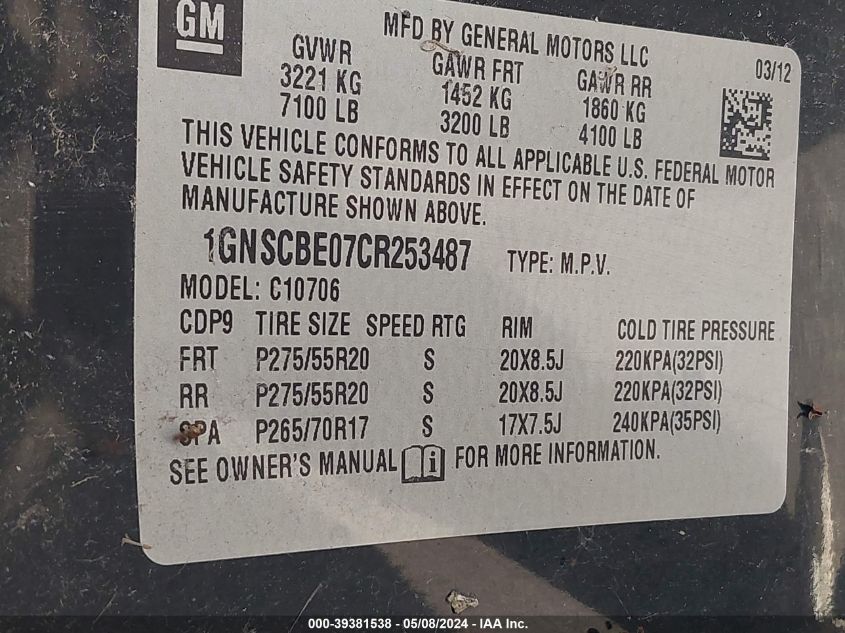 GM
MFD BY GENERAL MOTORS LLC
03/12
GVWR GAWR FRT GAWR RR
3221 KG 1452 KG 1860 KG
7100 LB 3200 LB 4100 LB
THIS VEHICLE CONFORMS TO ALL APPLICABLE U.S. FEDERAL MOTOR
VEHICLE SAFETY STANDARDS IN EFFECT ON THE DATE OF
MANUFACTURE SHOWN ABOVE.
1GNSCBE07CR253487 TYPE: M.P.V.
MODEL: C10706
CDP9 TIRE SIZE SPEED RTG RIM COLD TIRE PRESSURE
FRT P275/55R20 S 20X8.5J 220KPA(32PSI)
RR P275/55R20 S 20X8.5J 220KPA(32PSI)
SPA P265/70R17 S 17X7.5J 240KPA(35PSI)
SEE OWNER'S MANUAL i FOR MORE INFORMATION.
000-39381538 - 05/08/2024 - IAA Inc.